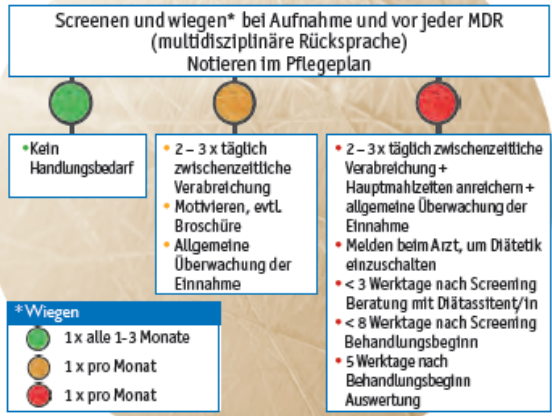 Screenen und wiegen* bei Aufnahme und vor jeder MDR
(multidisziplinäre Rücksprache)
Notieren im Pflegeplan
• Kein
Handlungsbedarf
• 2 – 3 x täglich
zwischenzeitliche
Verabreichung
• Motivieren, evtl.
Broschüre
• Allgemeine
Überwachung der
Einnahme
• 2 – 3 x täglich zwischenzeitliche
Verabreichung +
Hauptmahlzeiten anreichern +
allgemeine Überwachung der
Einnahme
• Melden beim Arzt, um Diätetik
einzuschalten
• < 3 Werktage nach Screening
Beratung mit Diätassitent/in
• < 8 Werktage nach Screening
Behandlungsbeginn
• 5 Werktage nach
Behandlungsbeginn
Auswertung
* Wiegen
1 x alle 1-3 Monate
1 x pro Monat
1 x pro Monat